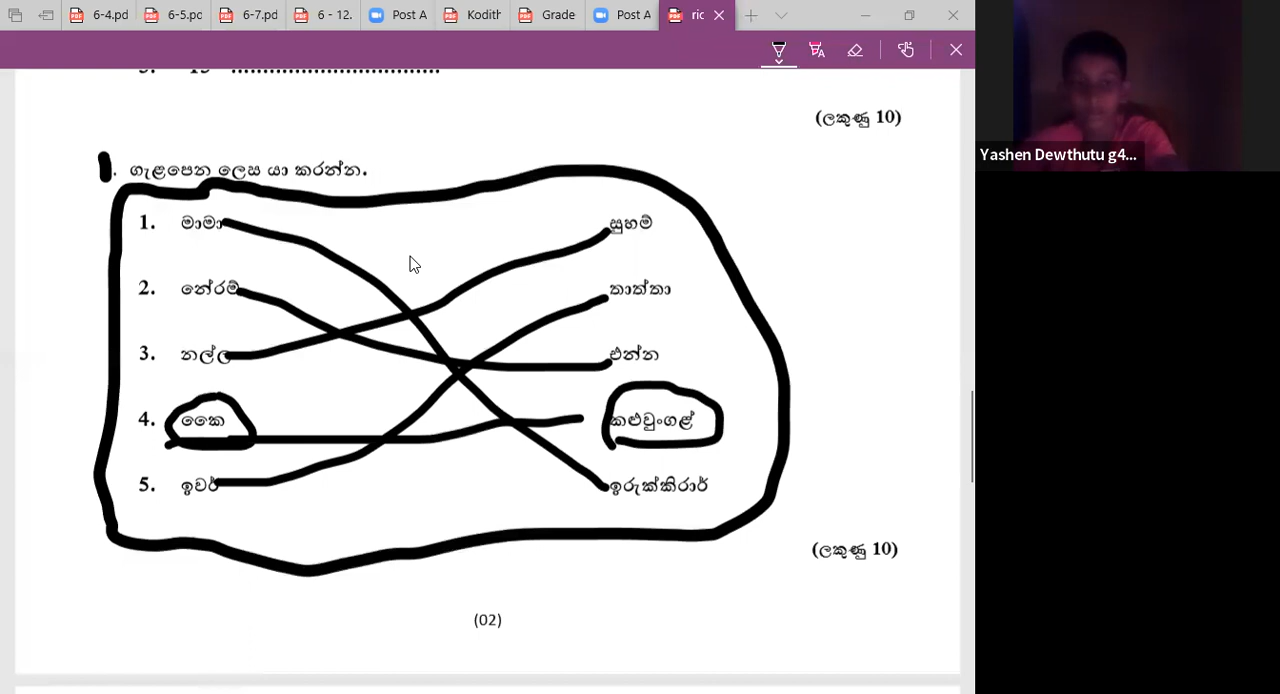 6-4.pd 6-5.pc 6-7.pd 6 - 12. Post A Kodith Grade Post A ric
(ලකුණු 10)
. ගැළපෙන ලෙස යා කරන්න.
1. මාමා සුහම්
2. නේරම් තාත්තා
3. නල්ල එන්න
4. කෛ කළුවුංගළ්
5. ඉවර් ඉරුක්කිරාර්
(ලකුණු 10)
(02)
Yashen Dewthutu g4...